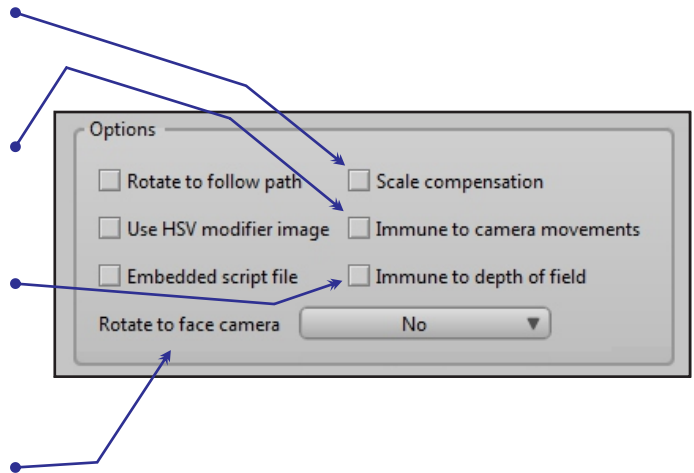 Options
Rotate to follow path
Scale compensation
Use HSV modifier image
Immune to camera movements
Embedded script file
Immune to depth of field
Rotate to face camera
No